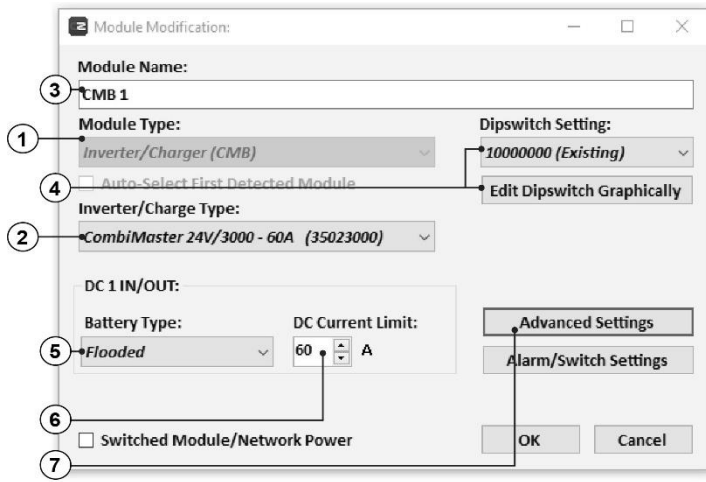 Module Modification:
Module Name:
3
CMB 1
1
Module Type:
Dipswitch Setting:
Inverter/Charger (CMB)
10000000 (Existing)
4
Auto-Select First Detected Module
Edit Dipswitch Graphically
Inverter/Charge Type:
2
CombiMaster 24V/3000 - 60A (35023000)
DC 1 IN/OUT:
Battery Type:
DC Current Limit:
Advanced Settings
5
Flooded
60
A
Alarm/Switch Settings
6
Switched Module/Network Power
OK
Cancel
7